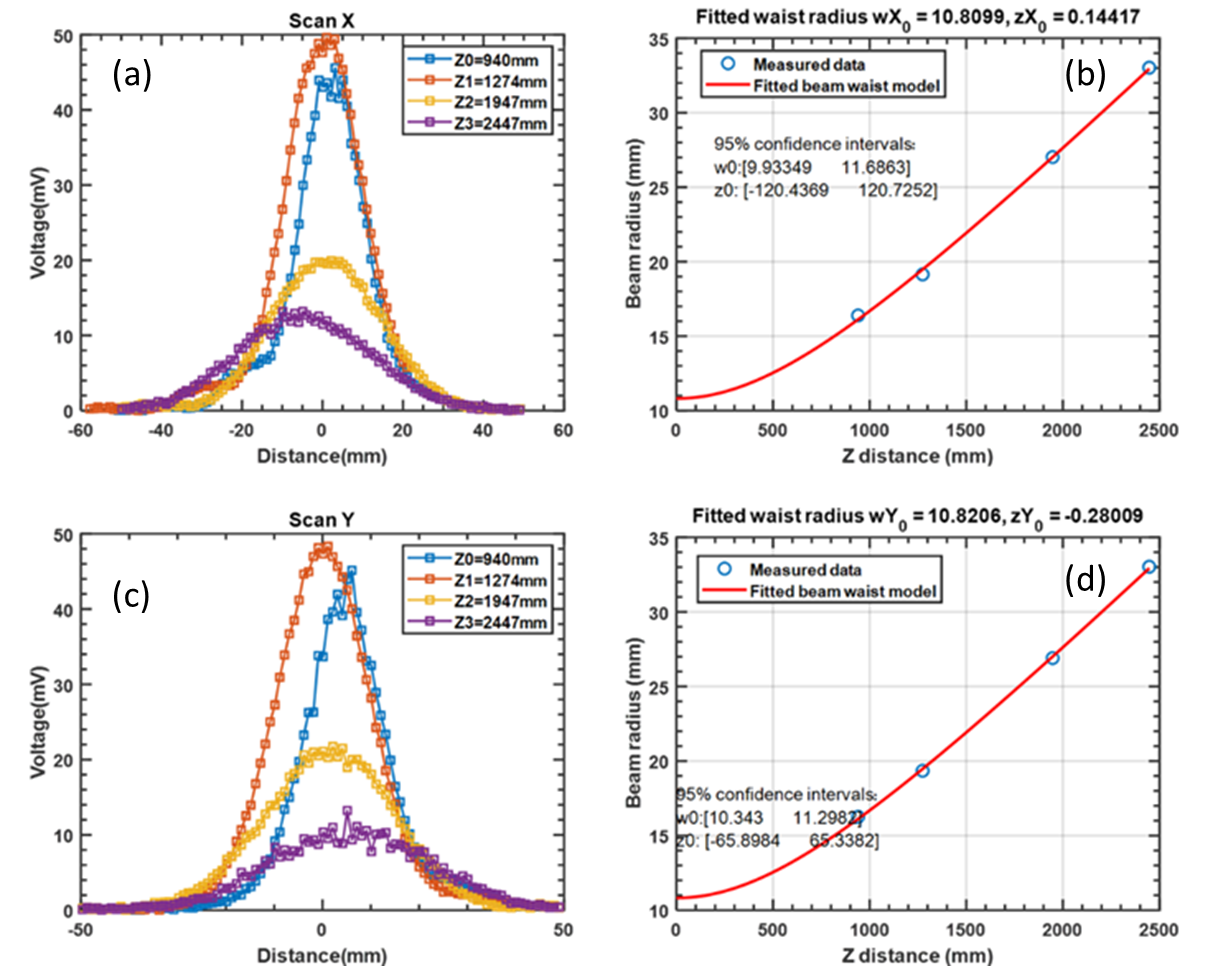 Scan X
(a)
Z0=940mm
Z1=1274mm
Z2=1947mm
Z3=2447mm
50
40
30
20
10
0
Voltage(mV)
-60 -40 -20 0 20 40 60
Distance(mm)
Fitted waist radius wX0 = 10.8099, zX0 = 0.14417
(b)
Measured data
Fitted beam waist model
95% confidence intervals:
w0:[9.93349 11.6863]
z0: [-120.4369 120.7252]
35
30
25
20
15
10
Beam radius (mm)
0 500 1000 1500 2000 2500
Z distance (mm)
Scan Y
(c)
Z0=940mm
Z1=1274mm
Z2=1947mm
Z3=2447mm
50
40
30
20
10
0
Voltage(mV)
-50 0 50
Distance(mm)
Fitted waist radius wY0 = 10.8206, zY0 = -0.28009
(d)
Measured data
Fitted beam waist model
95% confidence intervals:
w0:[10.343 11.2982]
z0: [-65.8984 65.3382]
35
30
25
20
15
10
Beam radius (mm)
0 500 1000 1500 2000 2500
Z distance (mm)